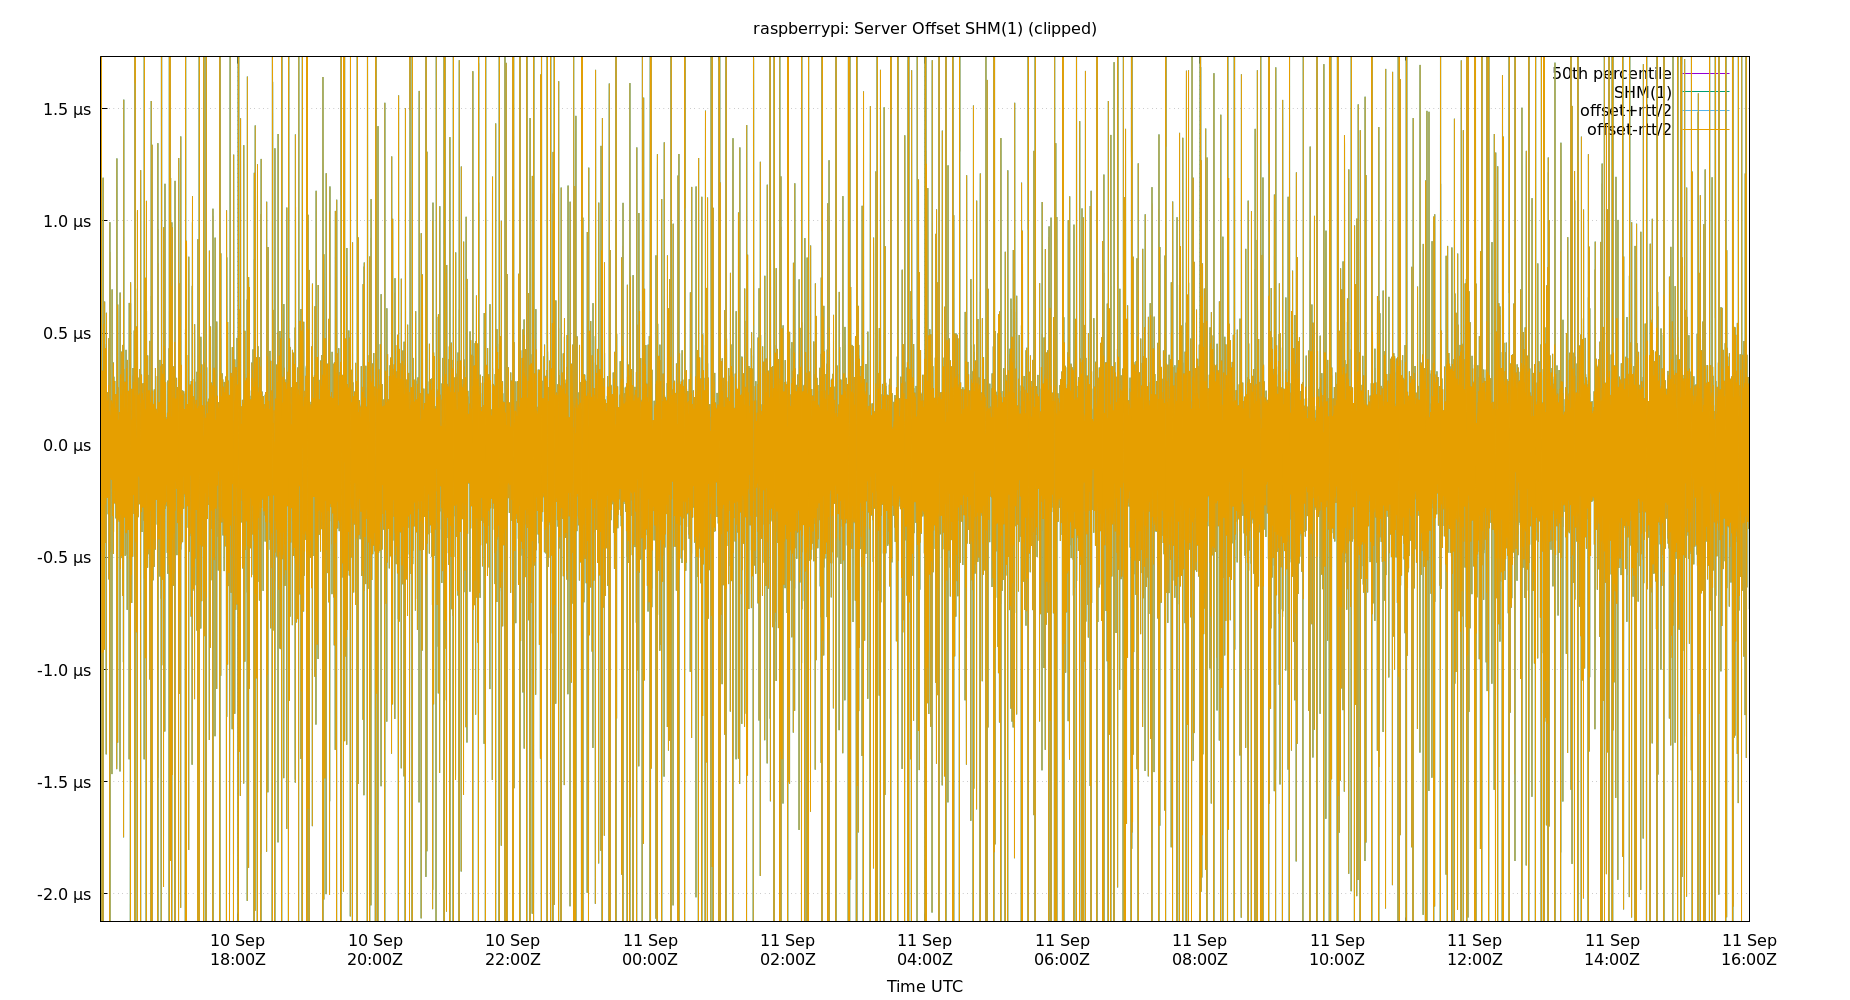 raspberrypi: Server Offset SHM(1) (clipped)
50th percentile
SHM(1)
offset+rtt/2
offset-rtt/2
1.5 µs
1.0 µs
0.5 µs
0.0 µs
-0.5 µs
-1.0 µs
-1.5 µs
-2.0 µs
10 Sep 10 Sep 10 Sep 11 Sep 11 Sep 11 Sep 11 Sep 11 Sep 11 Sep 11 Sep 11 Sep 11 Sep
18:00Z 20:00Z 22:00Z 00:00Z 02:00Z 04:00Z 06:00Z 08:00Z 10:00Z 12:00Z 14:00Z 16:00Z
Time UTC